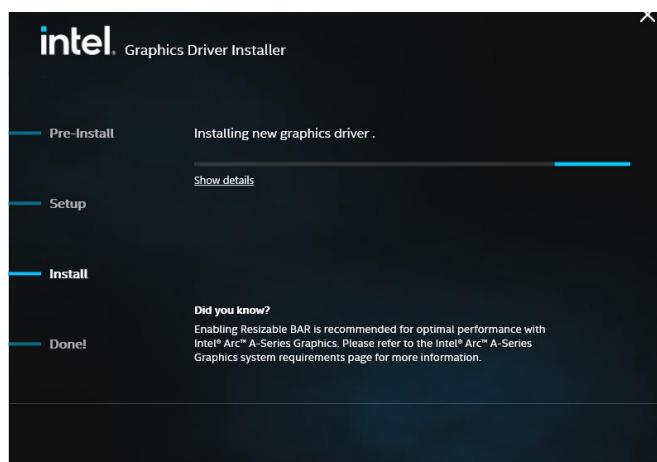 intel. Graphics Driver Installer
Pre-Install
Installing new graphics driver .
Show details
Setup
Install
Did you know?
Enabling Resizable BAR is recommended for optimal performance with
Intel® Arc™ A-Series Graphics. Please refer to the Intel® Arc™ A-Series
Graphics system requirements page for more information.
Done!